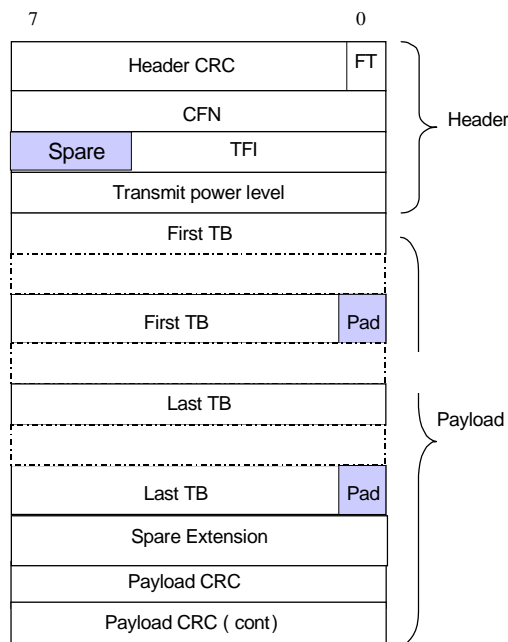 7 0
Header CRC FT
CFN
Header
Spare TFI
Transmit power level
First TB
First TB Pad
Last TB
Payload
Last TB Pad
Spare Extension
Payload CRC
Payload CRC ( cont)